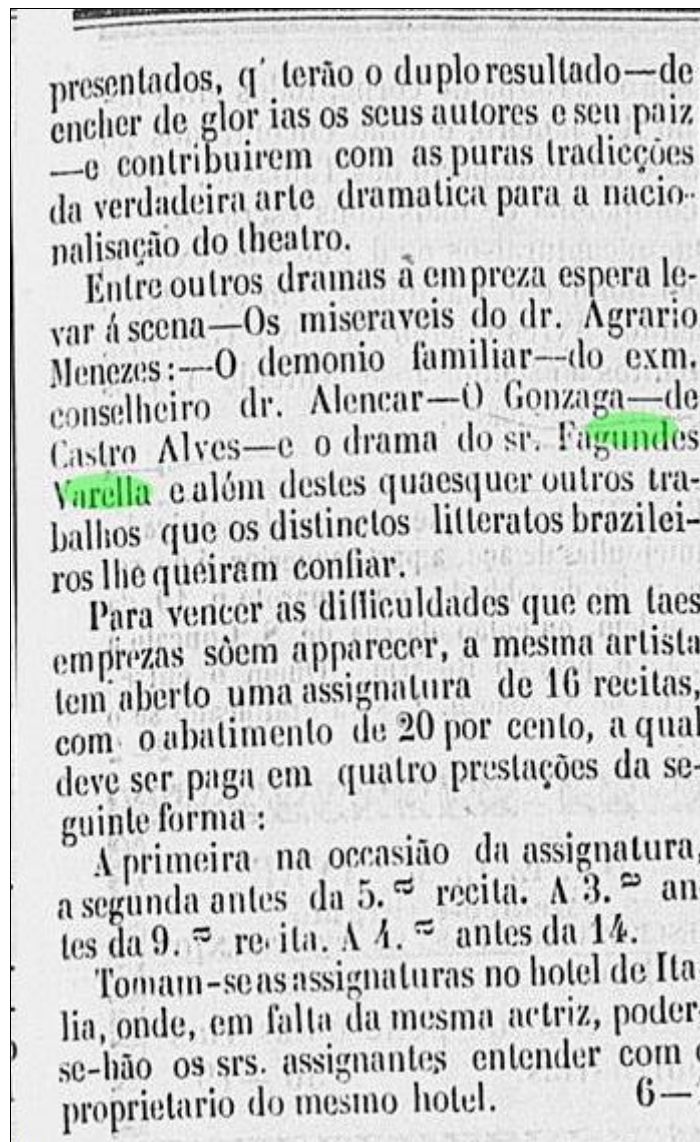 presentados, q' terão o duplo resultado—de
encher de glor ias os seus autores e seu paiz
—e contribuirem com as puras tradicções
da verdadeira arte dramatica para a nacio-
nalisação do theatro.
Entre outros dramas a empreza espera le-
var á scena—Os miseraveis do dr. Agrario
Menezes:—O demonio familiar—do exm.
conselheiro dr. Alencar—O Gonzaga—de
Castro Alves—e o drama do sr. Fagundes
Varella e além destes quaesquer outros tra-
balhos que os distinctos litteratos brazilei-
ros lhe queiram confiar.
Para vencer as difficuldades que em taes
emprezas sóem apparecer, a mesma artista
tem aberto uma assignatura de 16 recitas,
com o abatimento de 20 por cento, a qual
deve ser paga em quatro prestações da se-
guinte forma :
A primeira na occasião da assignatura,
a segunda antes da 5.ª recita. A 3.ª an
tes da 9.ª recita. A 4.ª antes da 14.
Tomam-se as assignaturas no hotel de Ita
lia, onde, em falta da mesma actriz, poder-
se-hão os srs. assignantes entender com
proprietario do mesmo hotel. 6—